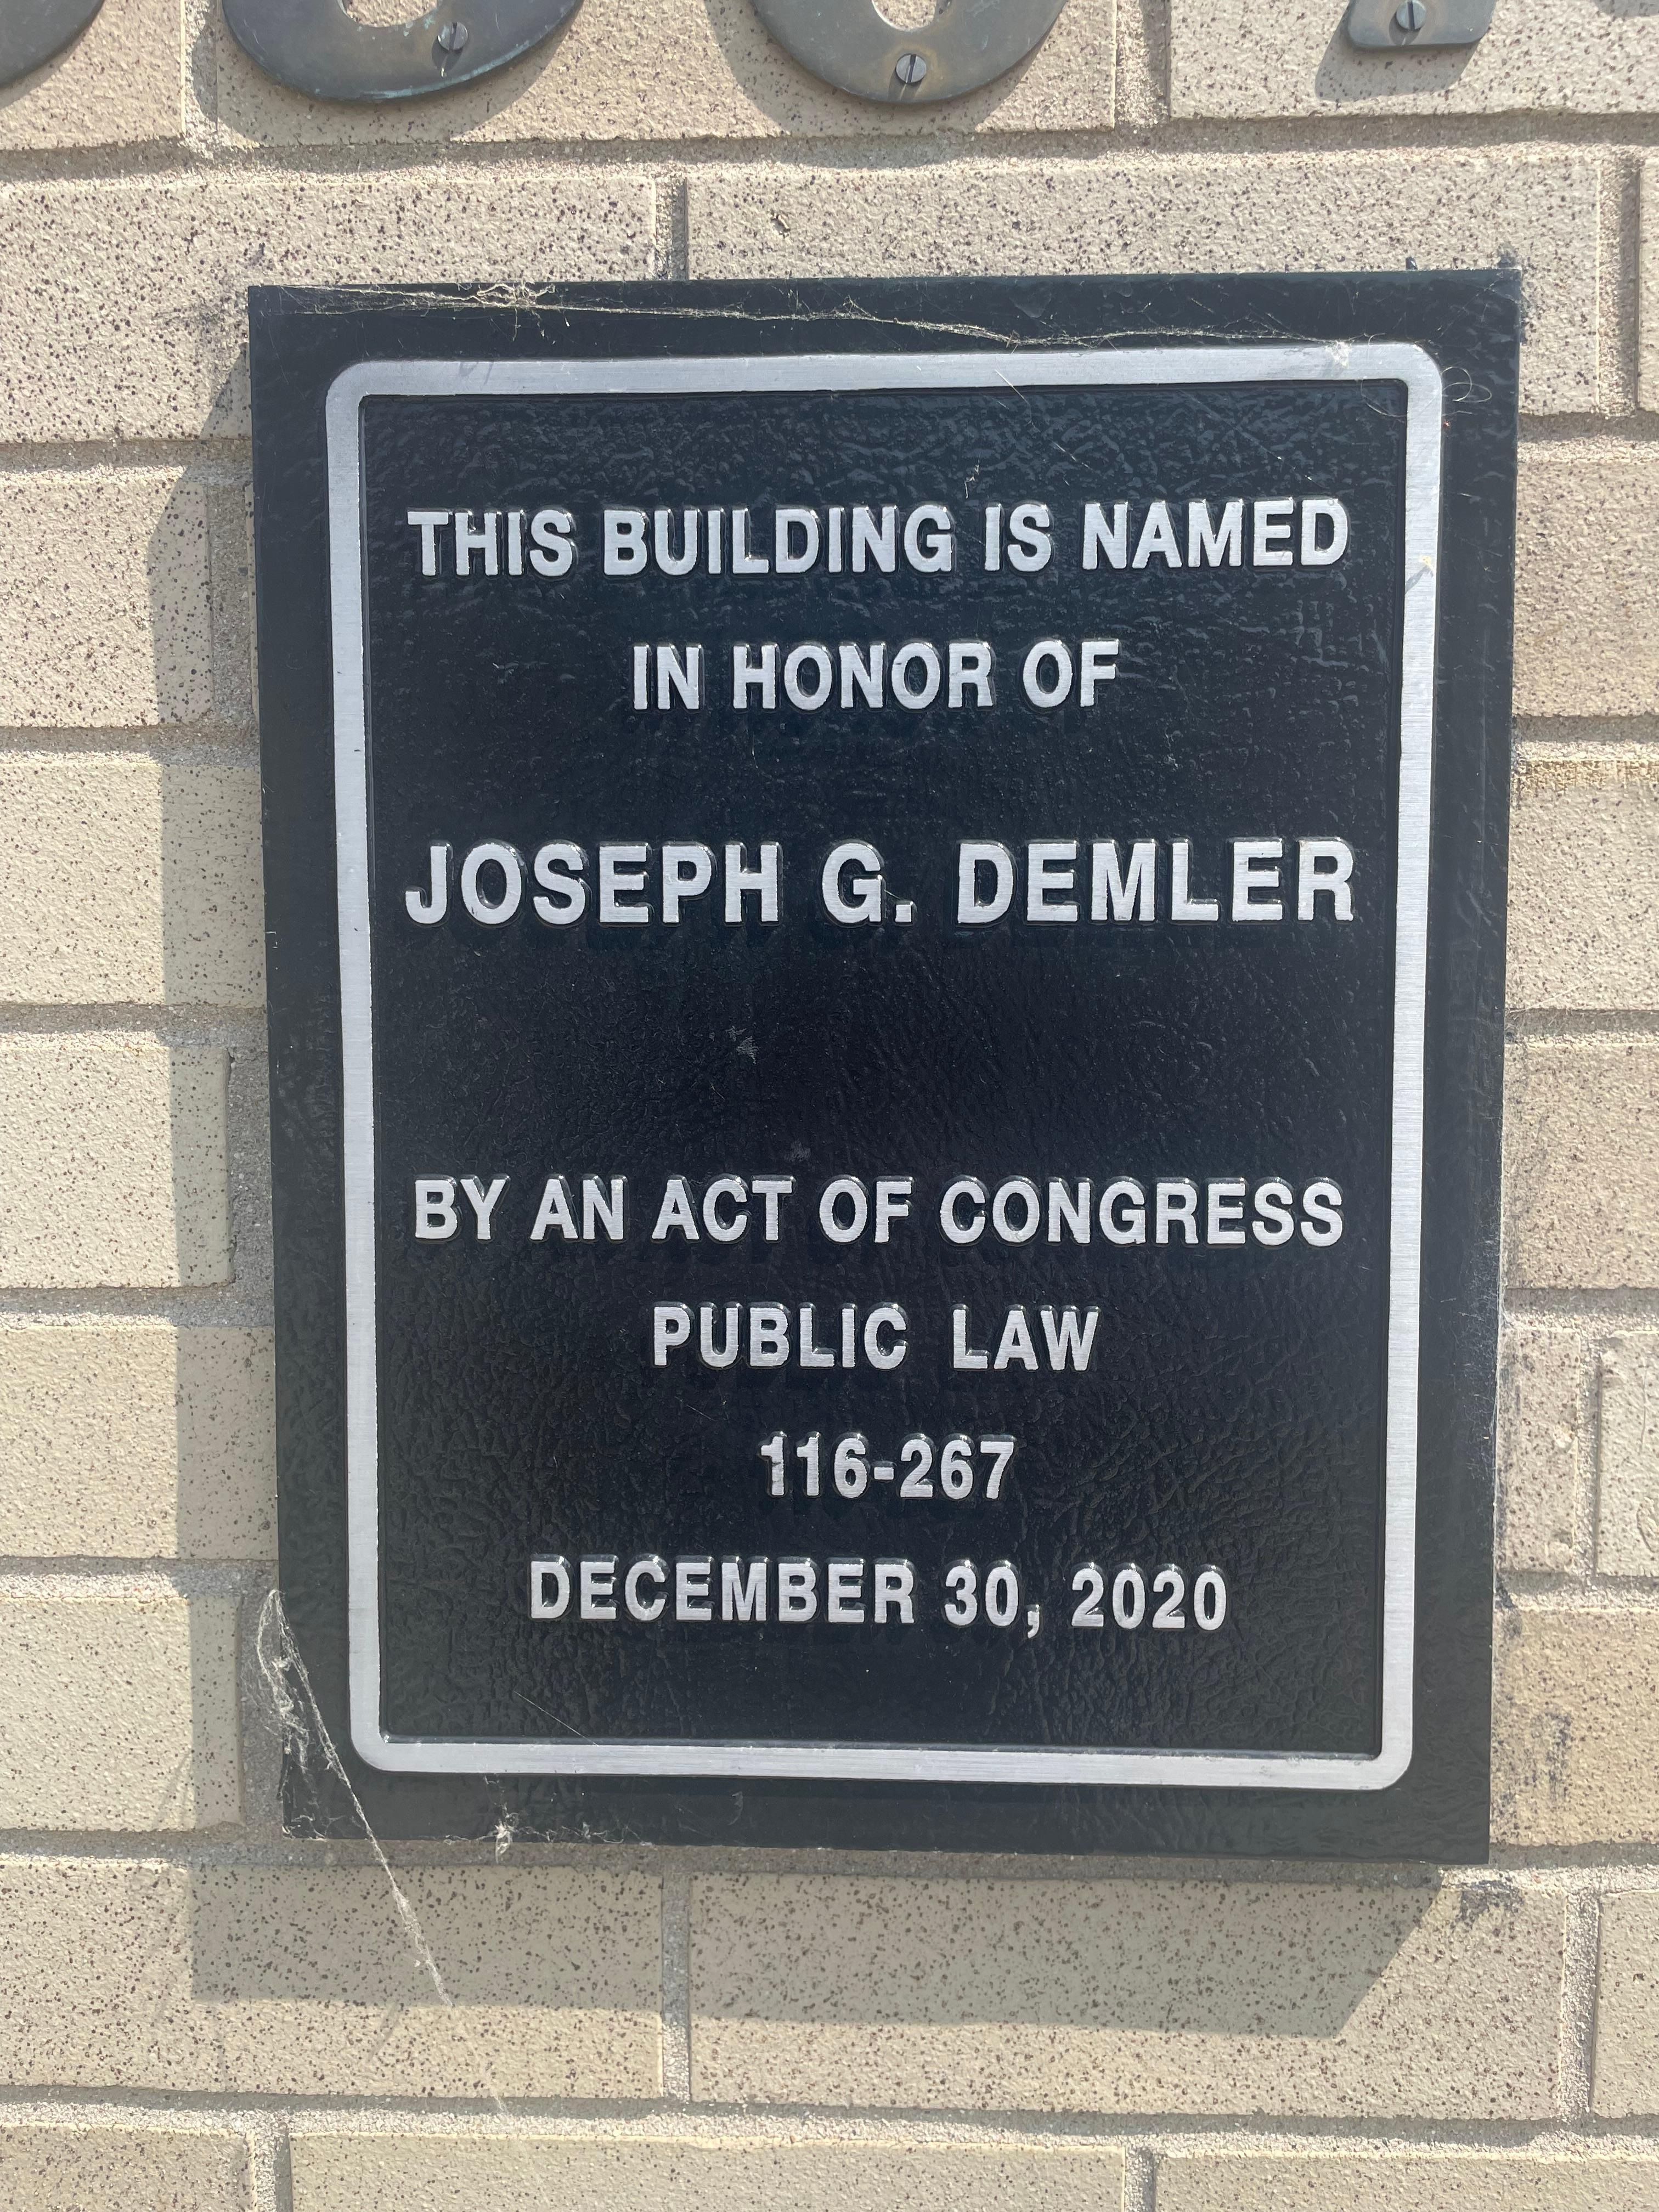 THIS BUILDING IS NAMED
IN HONOR OF
JOSEPH G. DEMLER
BY AN ACT OF CONGRESS
PUBLIC LAW
116-267
DECEMBER 30, 2020